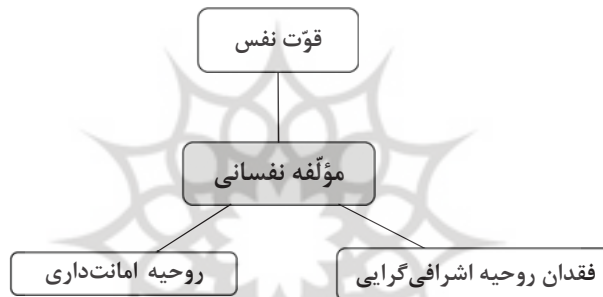 قوّت نفس
مؤلّفه نفسانی
فقدان روحیه اشرافی‌گرایی
روحیه امانت‌داری